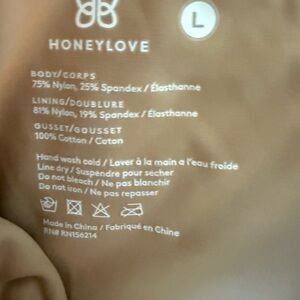 L
HONEYLOVE
BODY/CORPS
75% Nylon, 25% Spandex / Élasthanne
LINING/DOUBLURE
81% Nylon, 19% Spandex / Élasthanne
GUSSET/GOUSSET
100% Cotton / Coton
Hand wash cold / Laver à la main a l'eau froide
Line dry / Suspendre pour secher
Do not bleach / Ne pas blanchir
Do not iron / Ne pas repasser
Made in China / Fabriqué en Chine
RN# RN156214